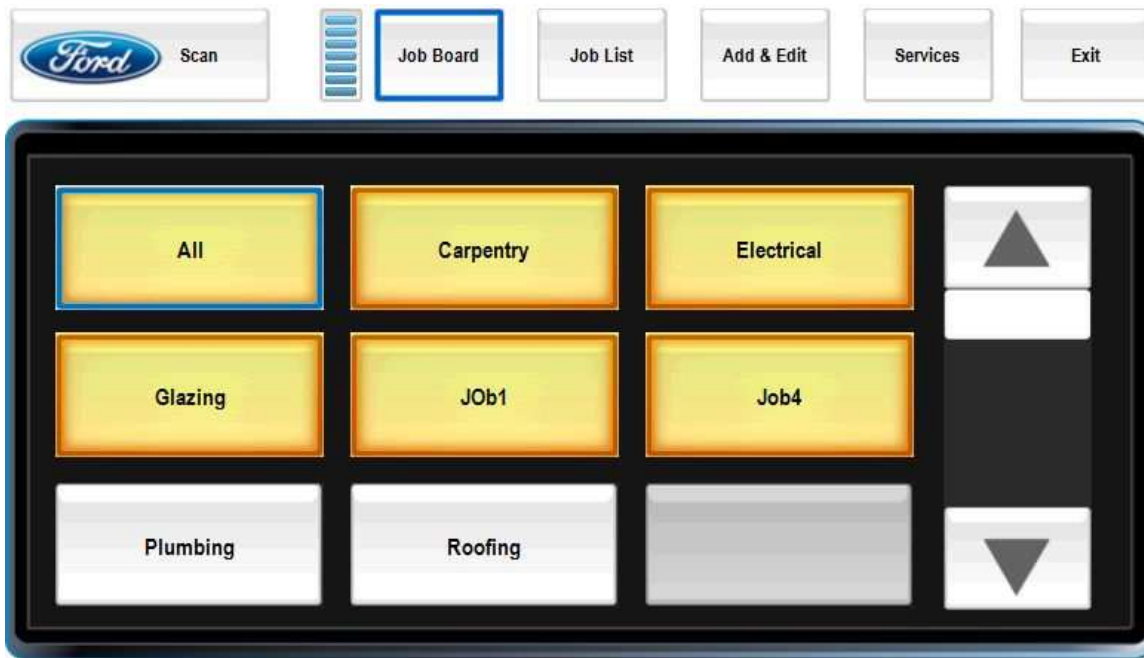 Ford Scan Job Board Job List Add & Edit Services Exit
All Carpentry Electrical
Glazing JOb1 Job4
Plumbing Roofing